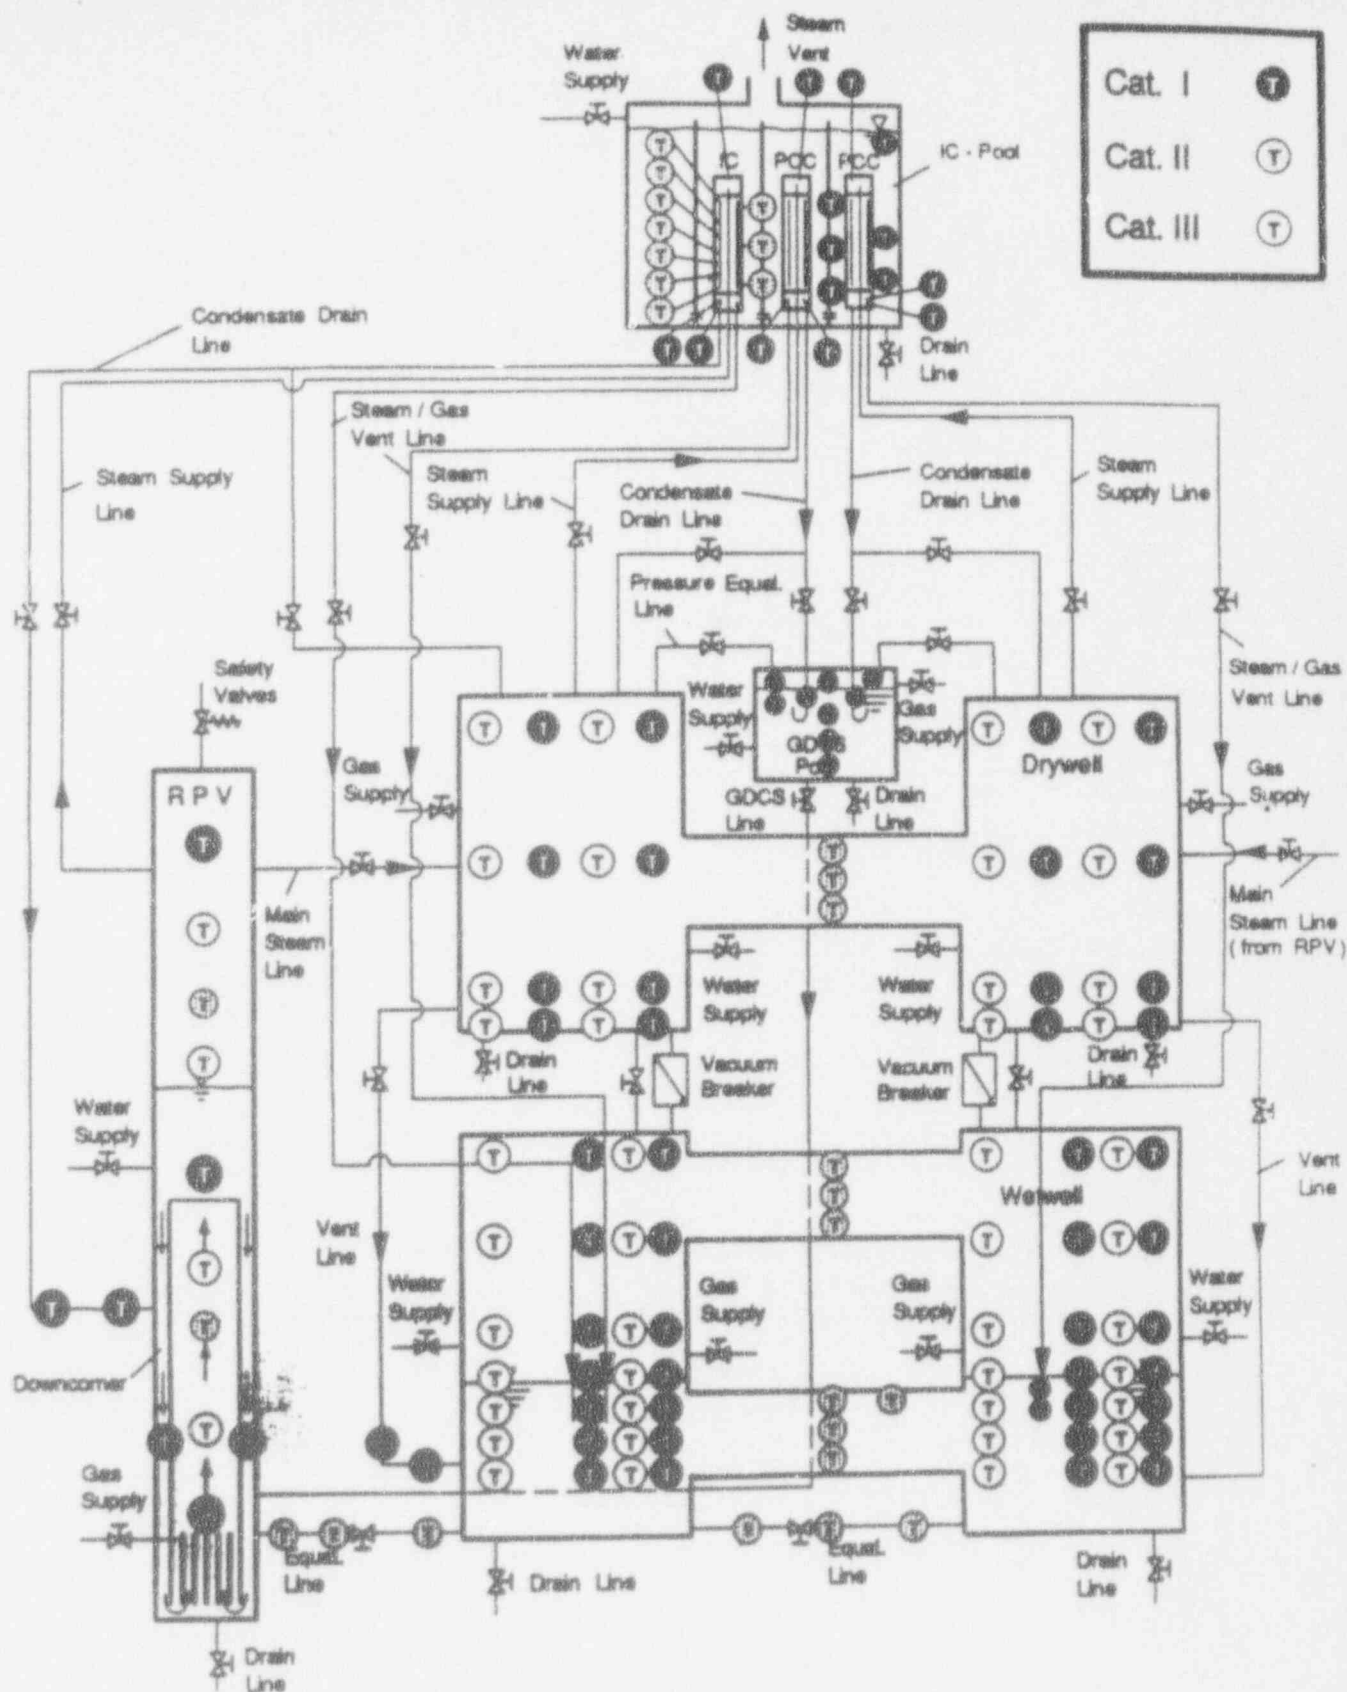 Steam
Vent
Water
Supply
Cat. I T
Cat. II T
Cat. III T
IC
PCC
PCC
IC - Pool
Condensate Drain
Line
Drain
Line
Steam / Gas
Vent Line
Steam Supply
Line
Steam
Supply Line
Condensate
Drain Line
Condensate
Drain Line
Steam
Supply Line
Pressure Equal.
Line
Safety
Valves
Water
Supply
Gas
Supply
Steam / Gas
Vent Line
GDCS
Pool
Drywell
Gas
Supply
Gas
Supply
RPV
GDCS
Line
Drain
Line
Main
Steam
Line
Main
Steam Line
(from RPV)
Water
Supply
Water
Supply
Drain
Line
Vacuum
Breaker
Vacuum
Breaker
Drain
Line
Water
Supply
Vent
Line
Wetwell
Vent
Line
Water
Supply
Gas
Supply
Gas
Supply
Water
Supply
Downcomer
Gas
Supply
Equal.
Line
Equal.
Line
Drain Line
Drain
Line
Drain
Line